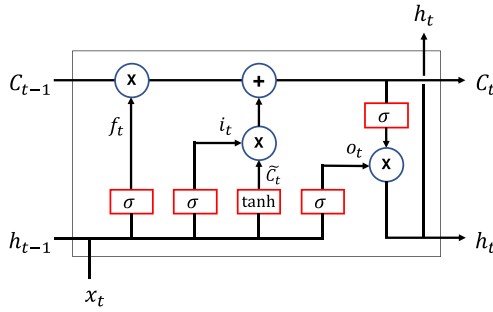 h_t
C_{t-1} x + C_t
σ
f_t i_t x o_t x
C̃_t
σ σ tanh σ
h_{t-1} h_t
x_t